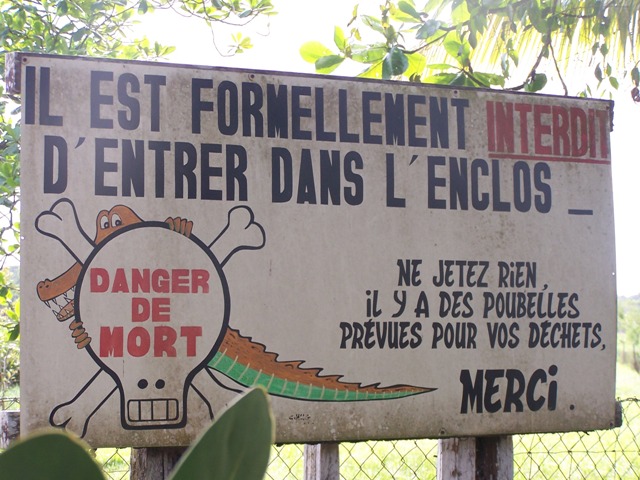 IL EST FORMELLEMENT INTERDIT
D'ENTRER DANS L'ENCLOS _
DANGER
DE
MORT
NE JETEZ RIEN,
iL Y A DES POUBELLES
PRÉVUES POUR VOS DÉCHETS,
MERCi .